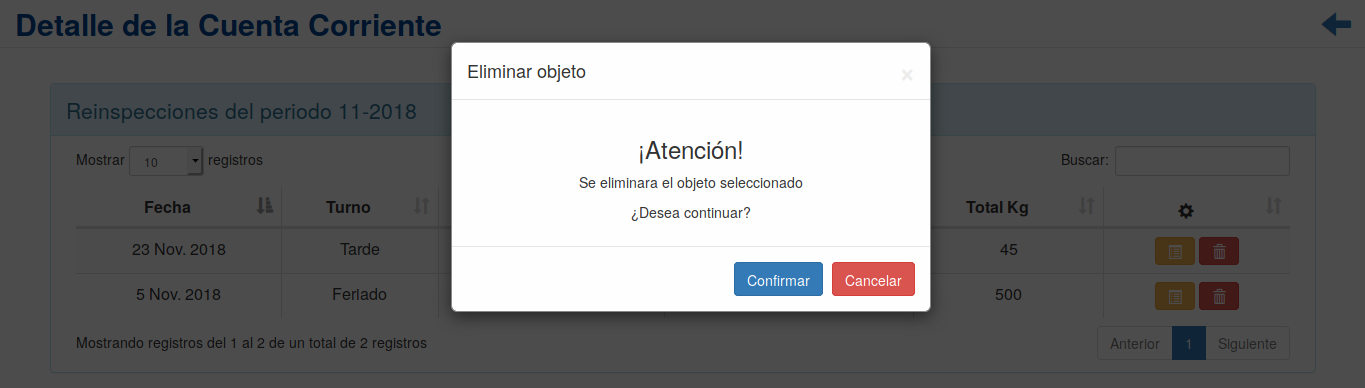 Detalle de la Cuenta Corriente
Eliminar objeto
×
Reinspecciones del periodo 11-2018
¡Atención!
Se eliminara el objeto seleccionado
¿Desea continuar?
Confirmar Cancelar
Mostrar 10 registros
Buscar:
Fecha Turno Total Kg
23 Nov. 2018 Tarde 45
5 Nov. 2018 Feriado 500
Mostrando registros del 1 al 2 de un total de 2 registros
Anterior 1 Siguiente